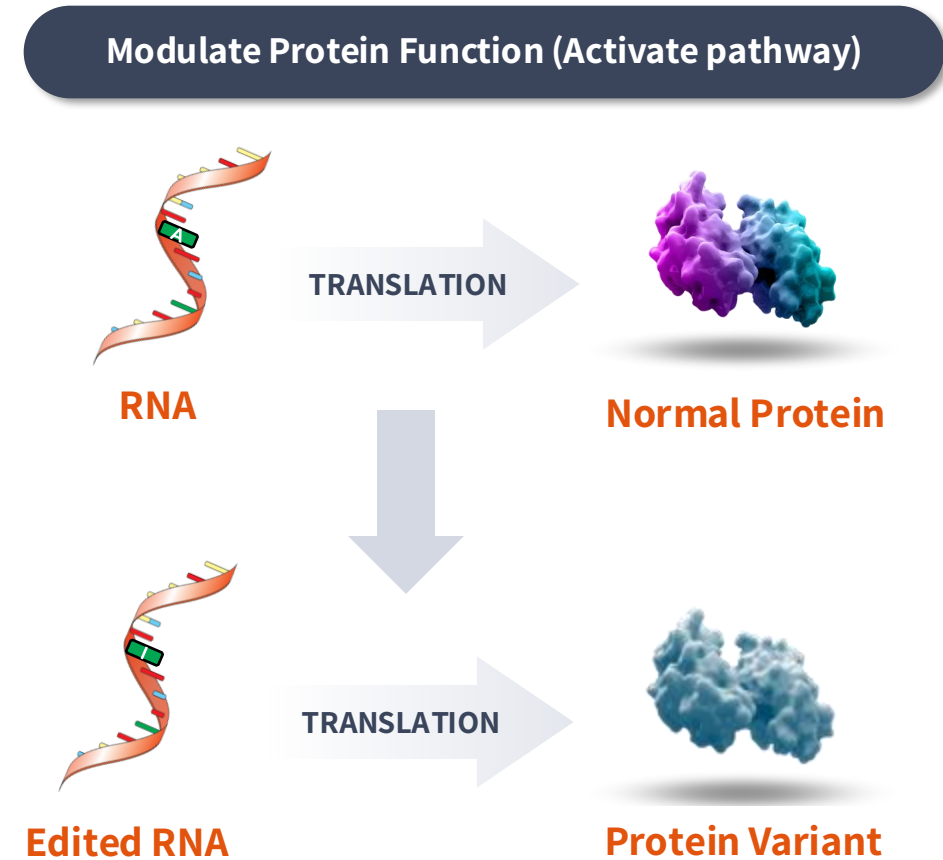 Modulate Protein Function (Activate pathway)
A
TRANSLATION
RNA
Normal Protein
I
TRANSLATION
Edited RNA
Protein Variant